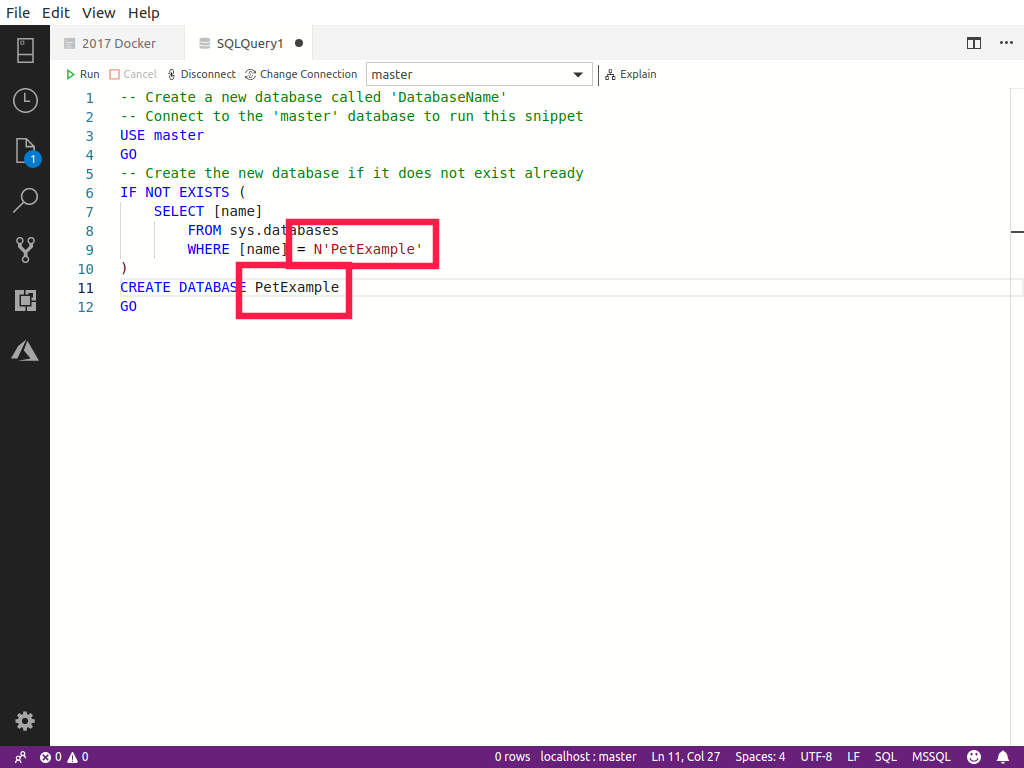 File Edit View Help
2017 Docker SQLQuery1
Run Cancel Disconnect Change Connection master Explain
1 -- Create a new database called 'DatabaseName'
2 -- Connect to the 'master' database to run this snippet
3 USE master
4 GO
5 -- Create the new database if it does not exist already
6 IF NOT EXISTS (
7 SELECT [name]
8 FROM sys.databases
9 WHERE [name] = N'PetExample'
10 )
11 CREATE DATABASE PetExample
12 GO
1
0 0 0 rows localhost : master Ln 11, Col 27 Spaces: 4 UTF-8 LF SQL MSSQL